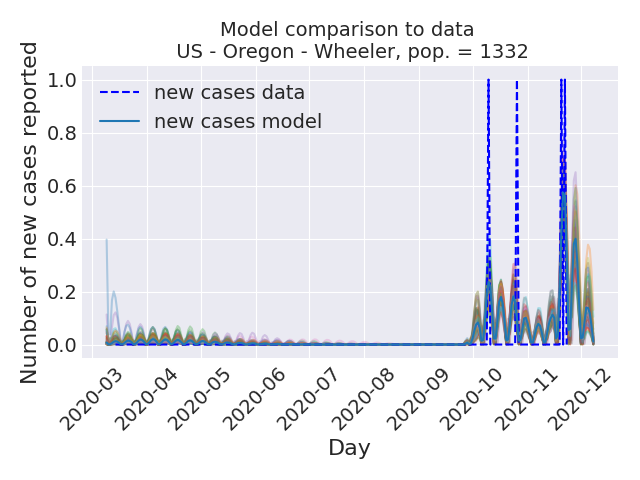 Model comparison to data
US - Oregon - Wheeler, pop. = 1332
Number of new cases reported
1.0
0.8
0.6
0.4
0.2
0.0
new cases data
new cases model
2020-03
2020-04
2020-05
2020-06
2020-07
2020-08
2020-09
2020-10
2020-11
2020-12
Day